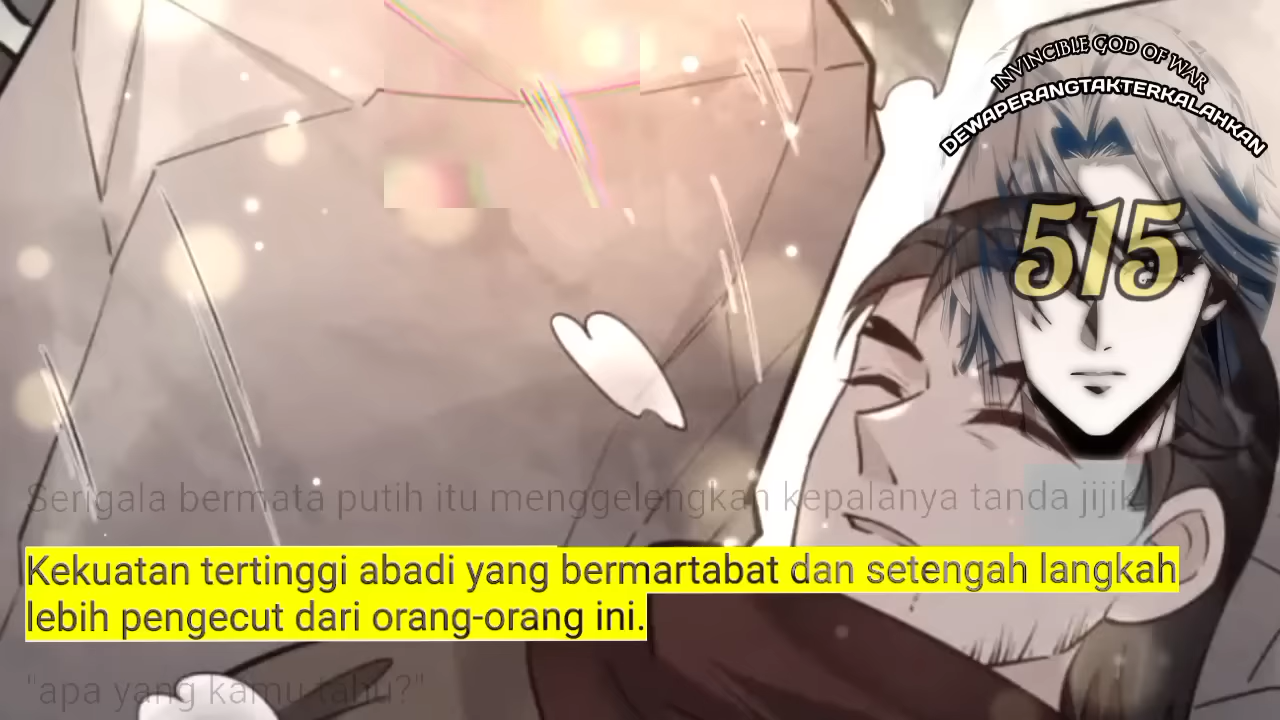 INVINCIBLE GOD OF WAR
DEWAPERANGTAKTERKALAHKAN
515
Serigala bermata putih itu menggelengkan kepalanya tanda jijik.
Kekuatan tertinggi abadi yang bermartabat dan setengah langkah
lebih pengecut dari orang-orang ini.
"apa yang kamu tahu?"